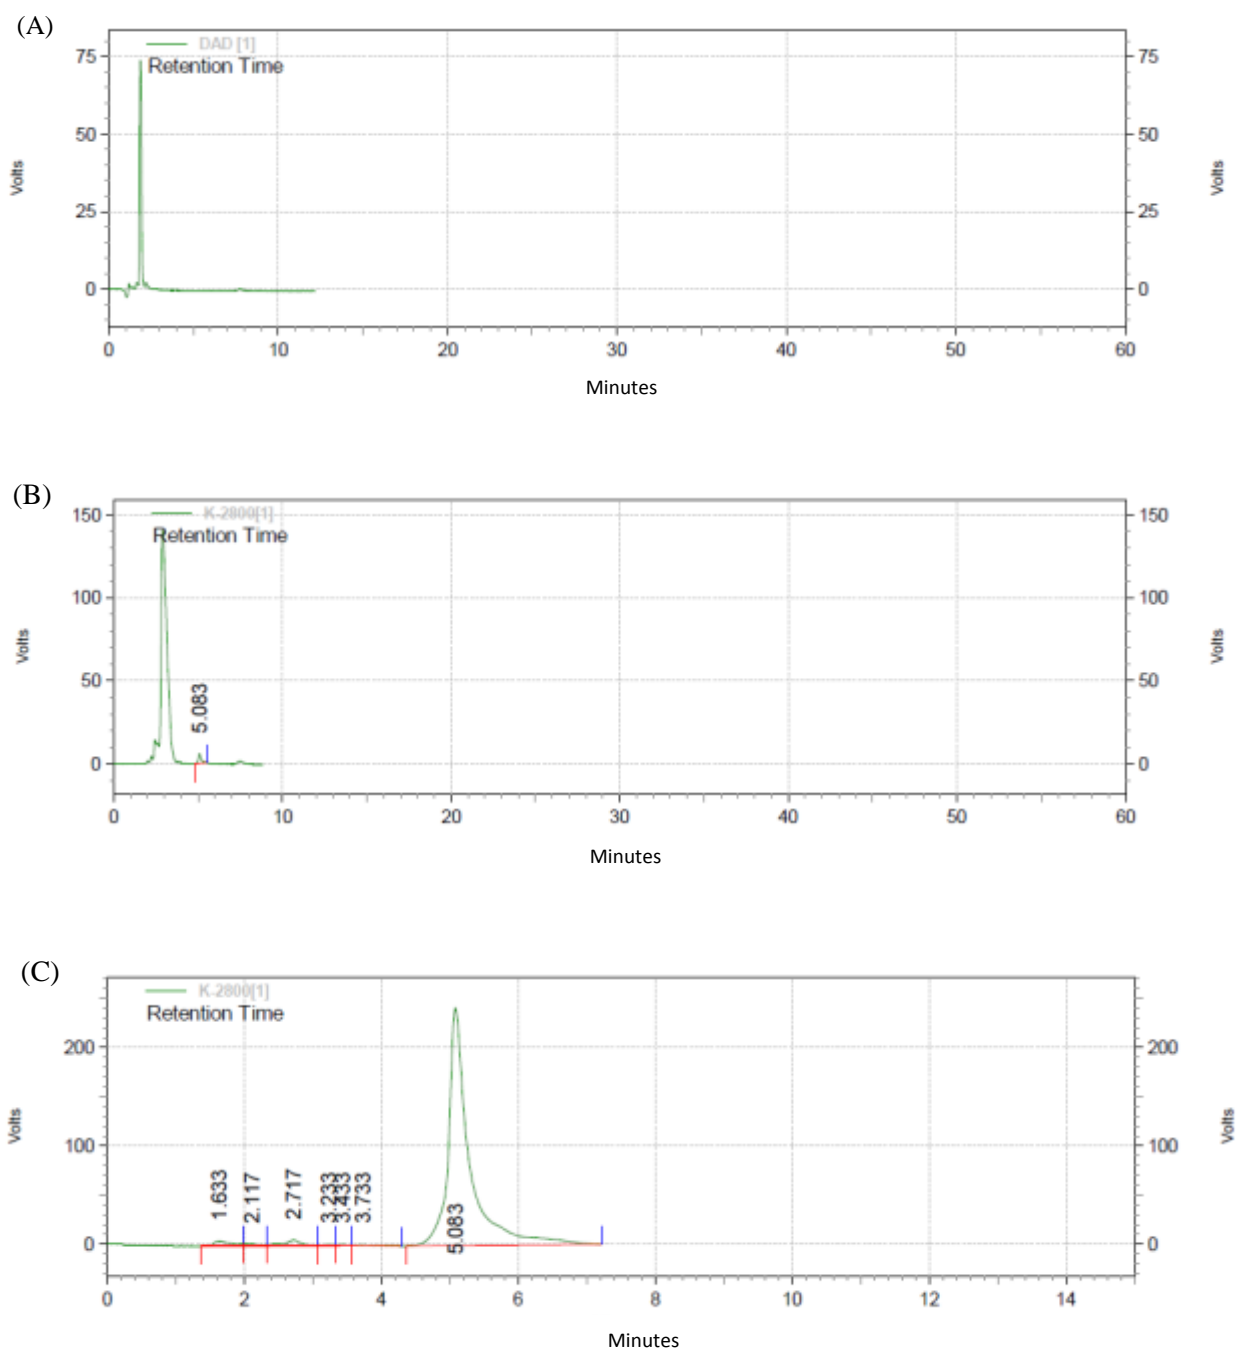 (A)
DAD [1]
Retention Time
75 75
50 50
25 25
0 0
Volts Volts
0 10 20 30 40 50 60
Minutes
(B)
K-2800[1]
Retention Time
150 150
100 100
50 50
0 0
Volts Volts
5.083
0 10 20 30 40 50 60
Minutes
(C)
K-2800[1]
Retention Time
200 200
100 100
0 0
Volts Volts
1.633 2.117 2.717 3.233 3.433 3.733 5.083
0 2 4 6 8 10 12 14
Minutes